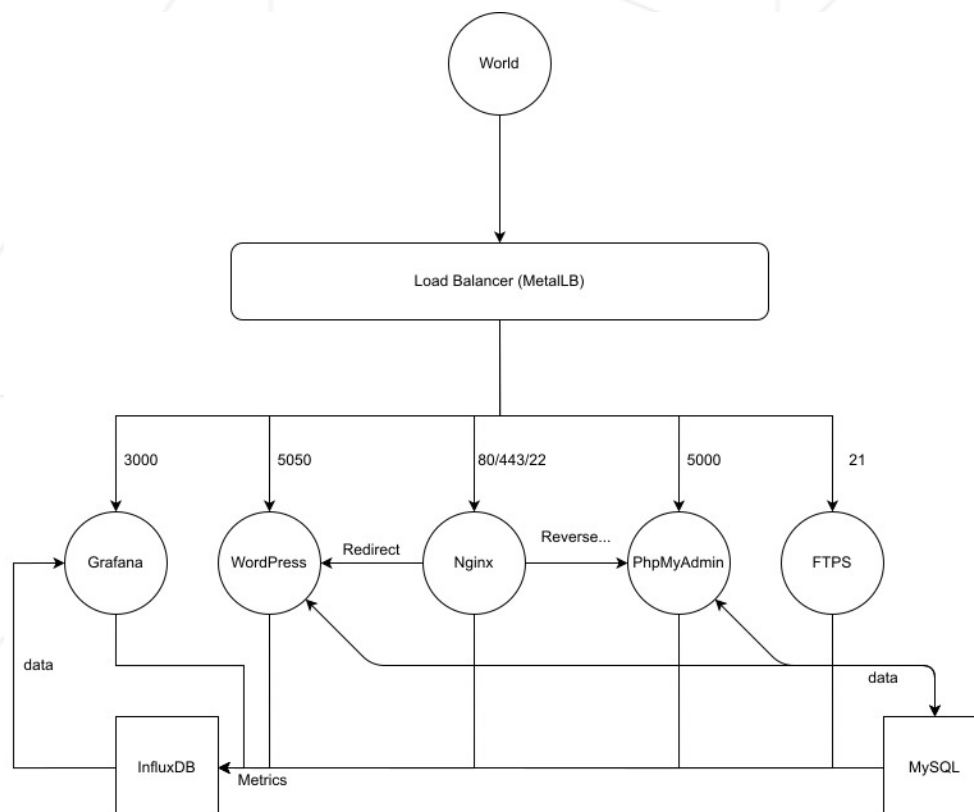 World
Load Balancer (MetalLB)
3000
5050
80/443/22
5000
21
Grafana
WordPress
Redirect
Nginx
Reverse...
PhpMyAdmin
FTPS
data
data
InfluxDB
Metrics
MySQL